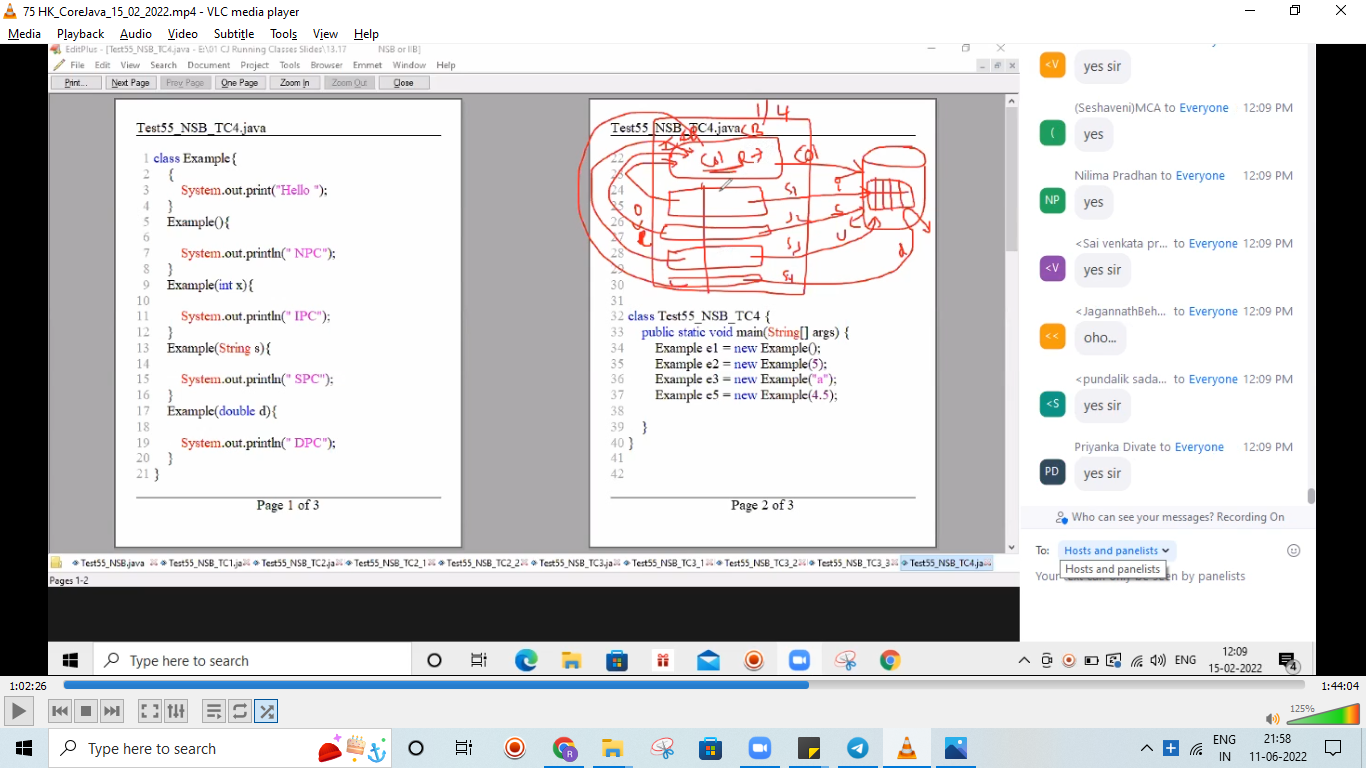 75 HK_CoreJava_15_02_2022.mp4 - VLC media player
Media Playback Audio Video Subtitle Tools View Help
EditPlus - [Test55_NSB_TC4.java - E:\01 CJ Running Classes Slides\13.17 NSB or IIB]
File Edit View Search Document Project Tools Browser Emmet Window Help
Print... Next Page Prev Page One Page Zoom In Two Page Zoom Out Close
Test55_NSB_TC4.java
1 class Example{
2 {
3 System.out.print("Hello ");
4 }
5 Example(){
6
7 System.out.println(" NPC");
8 }
9 Example(int x){
10
11 System.out.println(" IPC");
12 }
13 Example(String s){
14
15 System.out.println(" SPC");
16 }
17 Example(double d){
18
19 System.out.println(" DPC");
20 }
21 }
Page 1 of 3
Test55_NSB_TC4.java
22
23
24
25
26
27
28
29
30
31
32 class Test55_NSB_TC4 {
33 public static void main(String[] args) {
34 Example e1 = new Example();
35 Example e2 = new Example(5);
36 Example e3 = new Example("a");
37 Example e5 = new Example(4.5);
38
39 }
40 }
41
42
Page 2 of 3
1/4
S1
S2
S3
S4
Test55_NSB.java Test55_NSB_TC1.ja Test55_NSB_TC2.ja Test55_NSB_TC2_1 Test55_NSB_TC2_2 Test55_NSB_TC3.ja Test55_NSB_TC3_1 Test55_NSB_TC3_2 Test55_NSB_TC3_3 Test55_NSB_TC4.ja
Pages 1-2
<V yes sir
(Seshaveni)MCA to Everyone 12:09 PM
( yes
Nilima Pradhan to Everyone 12:09 PM
NP yes
<Sai venkata pr... to Everyone 12:09 PM
<V yes sir
<JagannathBeh... to Everyone 12:09 PM
<< oho...
<pundalik sada... to Everyone 12:09 PM
<S yes sir
Priyanka Divate to Everyone 12:09 PM
PD yes sir
Who can see your messages? Recording On
To: Hosts and panelists
Hosts and panelists
Your text can only be seen by panelists
Type here to search
ENG
12:09
15-02-2022
4
1:02:26
1:44:04
125%
Type here to search
R
ENG
IN
21:58
11-06-2022